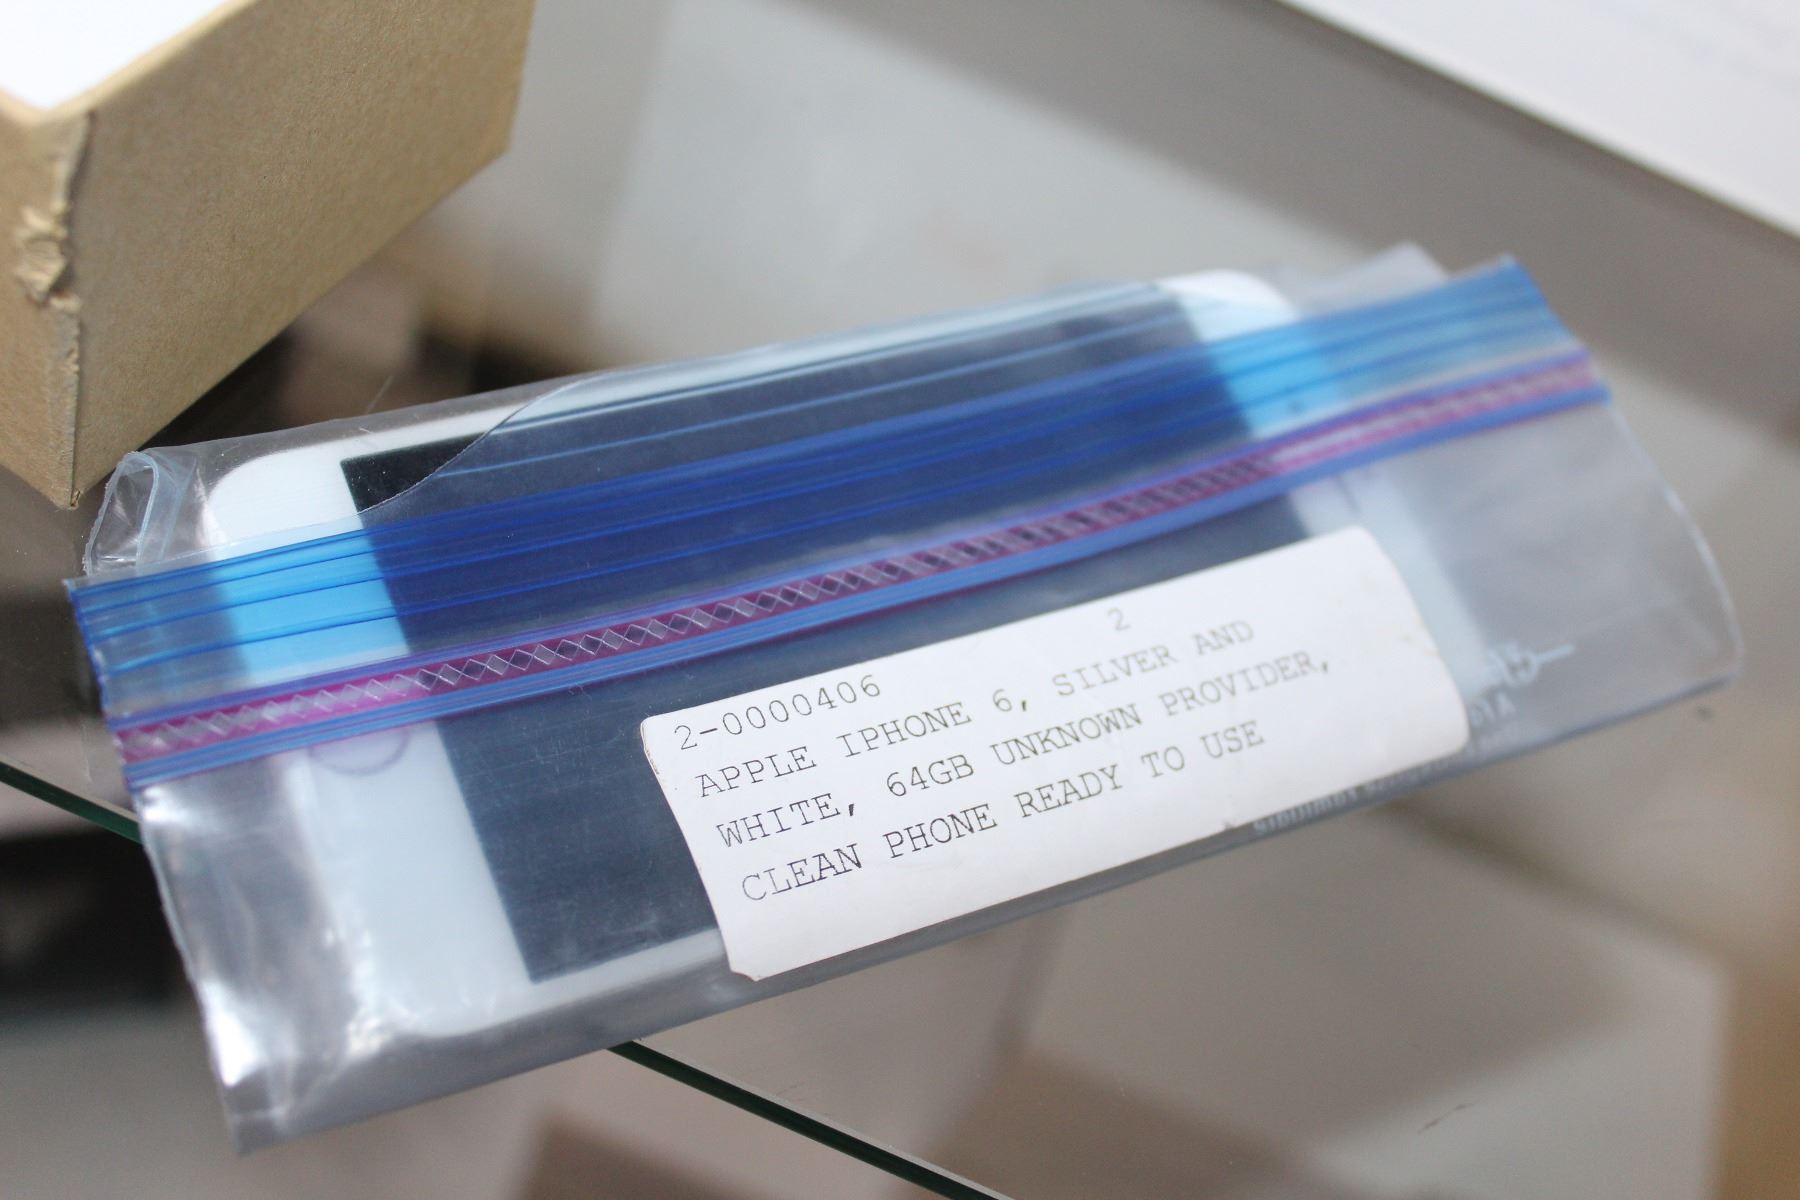 2
2-0000406
APPLE IPHONE 6, SILVER AND
WHITE, 64GB UNKNOWN PROVIDER,
CLEAN PHONE READY TO USE